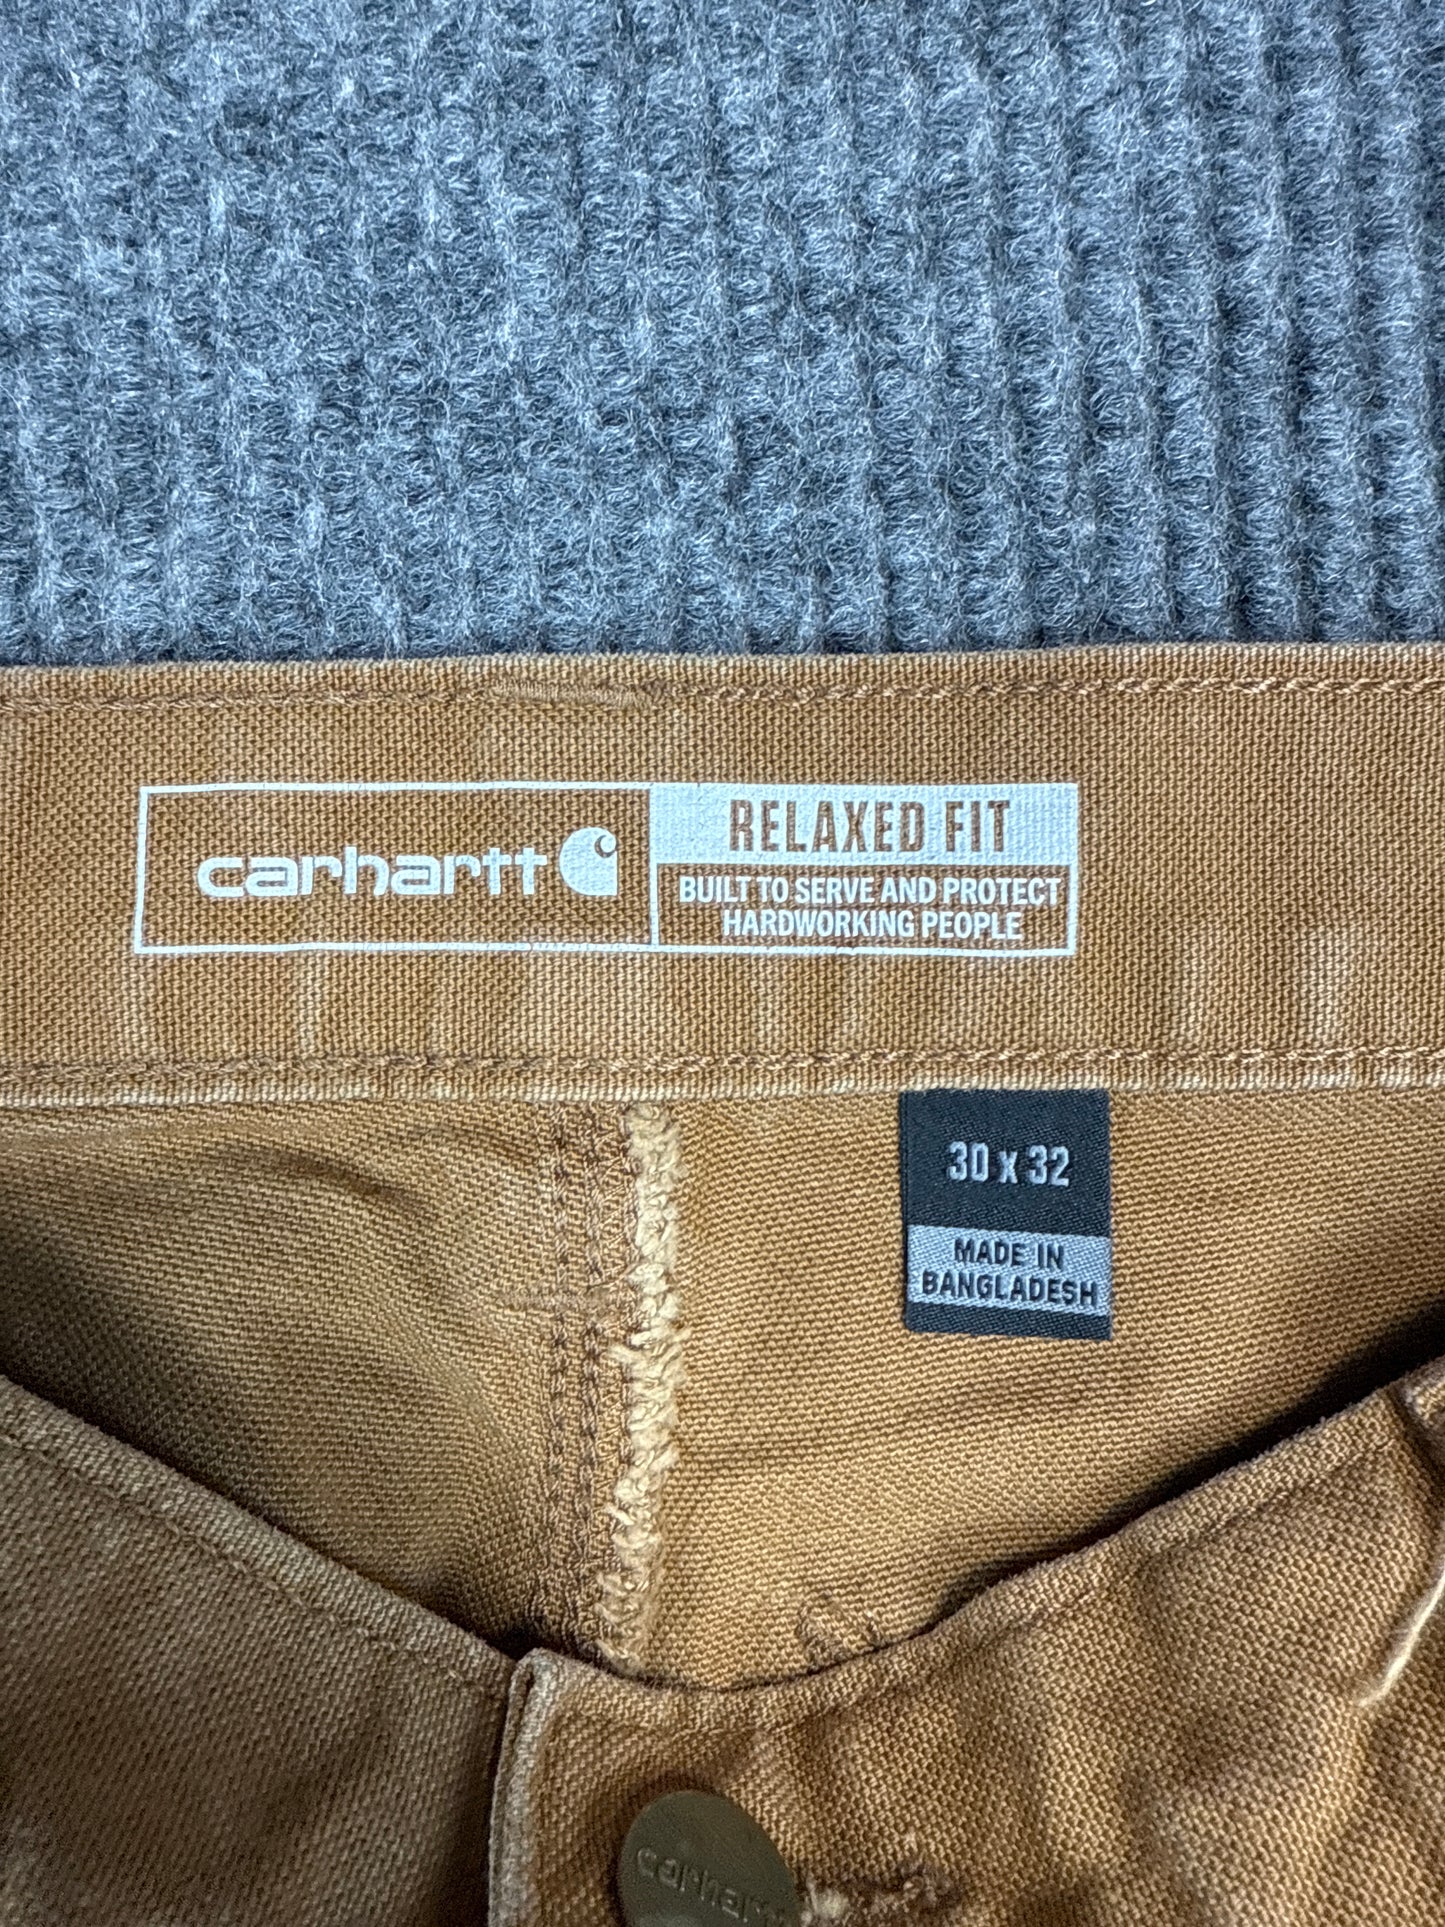 carhartt
RELAXED FIT
BUILT TO SERVE AND PROTECT
HARDWORKING PEOPLE
30 x 32
MADE IN
BANGLADESH
carhartt